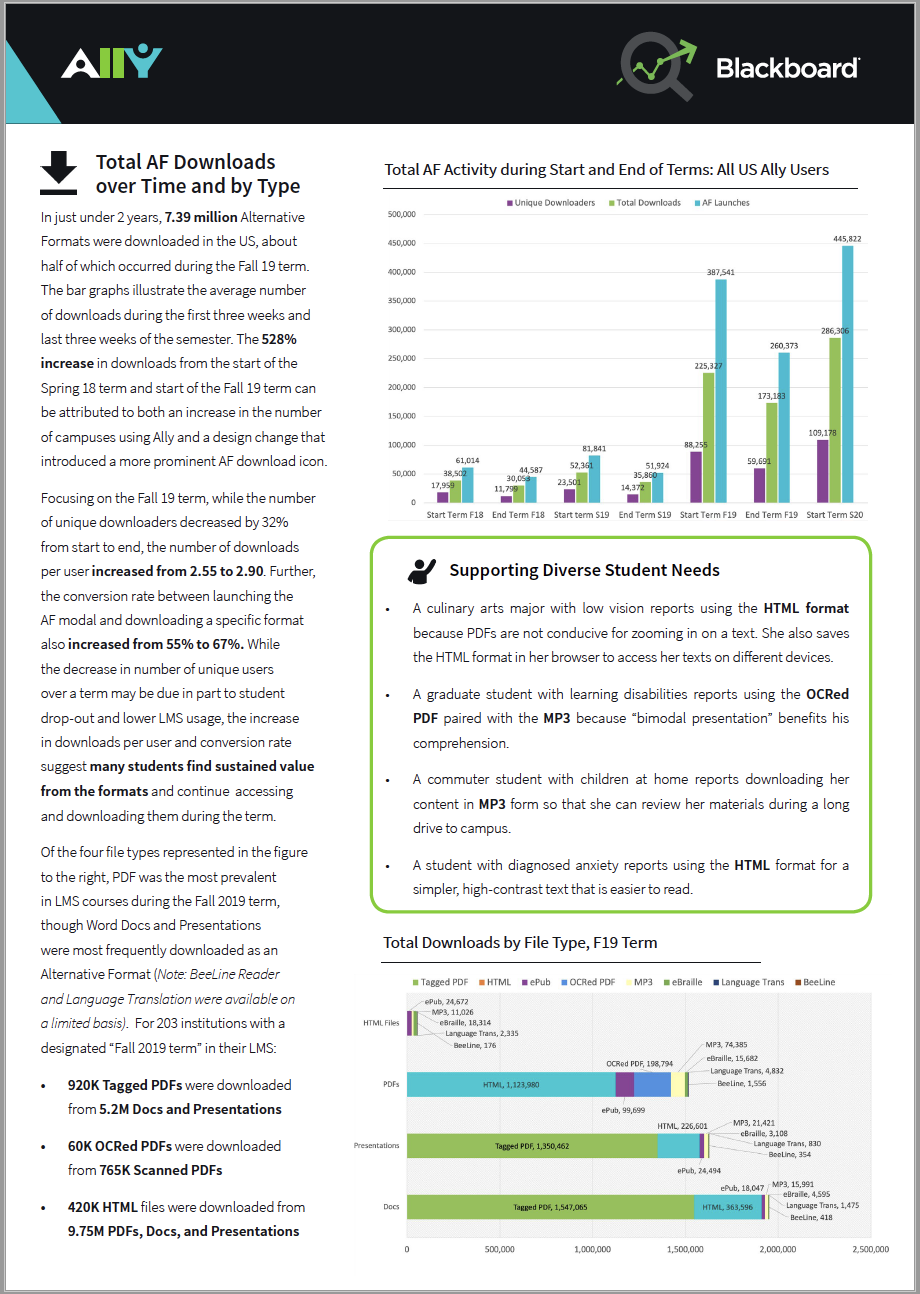 ALLY
Blackboard
Total AF Downloads
over Time and by Type
In just under 2 years, 7.39 million Alternative
Formats were downloaded in the US, about
half of which occurred during the Fall 19 term.
The bar graphs illustrate the average number
of downloads during the first three weeks and
last three weeks of the semester. The 528%
increase in downloads from the start of the
Spring 18 term and start of the Fall 19 term can
be attributed to both an increase in the number
of campuses using Ally and a design change that
introduced a more prominent AF download icon.
Focusing on the Fall 19 term, while the number
of unique downloaders decreased by 32%
from start to end, the number of downloads
per user increased from 2.55 to 2.90. Further,
the conversion rate between launching the
AF modal and downloading a specific format
also increased from 55% to 67%. While
the decrease in number of unique users
over a term may be due in part to student
drop-out and lower LMS usage, the increase
in downloads per user and conversion rate
suggest many students find sustained value
from the formats and continue accessing
and downloading them during the term.
Of the four file types represented in the figure
to the right, PDF was the most prevalent
in LMS courses during the Fall 2019 term,
though Word Docs and Presentations
were most frequently downloaded as an
Alternative Format (Note: BeeLine Reader
and Language Translation were available on
a limited basis). For 203 institutions with a
designated “Fall 2019 term” in their LMS:
• 920K Tagged PDFs were downloaded
from 5.2M Docs and Presentations
• 60K OCRed PDFs were downloaded
from 765K Scanned PDFs
• 420K HTML files were downloaded from
9.75M PDFs, Docs, and Presentations
Total AF Activity during Start and End of Terms: All US Ally Users
Unique Downloaders Total Downloads AF Launches
500,000
450,000
400,000
350,000
300,000
250,000
200,000
150,000
100,000
50,000
0
17,959 38,502 61,014
11,799 30,053 44,587
23,501 52,361 81,841
14,372 35,860 51,924
88,255 225,327 387,541
59,691 173,183 260,373
109,178 286,306 445,822
Start Term F18 End Term F18 Start term S19 End Term S19 Start Term F19 End Term F19 Start Term S20
Supporting Diverse Student Needs
• A culinary arts major with low vision reports using the HTML format
because PDFs are not conducive for zooming in on a text. She also saves
the HTML format in her browser to access her texts on different devices.
• A graduate student with learning disabilities reports using the OCRed
PDF paired with the MP3 because “bimodal presentation” benefits his
comprehension.
• A commuter student with children at home reports downloading her
content in MP3 form so that she can review her materials during a long
drive to campus.
• A student with diagnosed anxiety reports using the HTML format for a
simpler, high-contrast text that is easier to read.
Total Downloads by File Type, F19 Term
Tagged PDF HTML ePub OCRed PDF MP3 eBraille Language Trans BeeLine
HTML Files
ePub, 24,672
MP3, 11,026
eBraille, 18,314
Language Trans, 2,335
BeeLine, 176
PDFs
HTML, 1,123,980
ePub, 99,699
OCRed PDF, 198,794
MP3, 74,385
eBraille, 15,682
Language Trans, 4,832
BeeLine, 1,556
Presentations
Tagged PDF, 1,350,462
HTML, 226,601
ePub, 24,494
MP3, 21,421
eBraille, 3,108
Language Trans, 830
BeeLine, 354
Docs
Tagged PDF, 1,547,065
HTML, 363,596
ePub, 18,047
MP3, 15,991
eBraille, 4,595
Language Trans, 1,475
BeeLine, 418
0 500,000 1,000,000 1,500,000 2,000,000 2,500,000